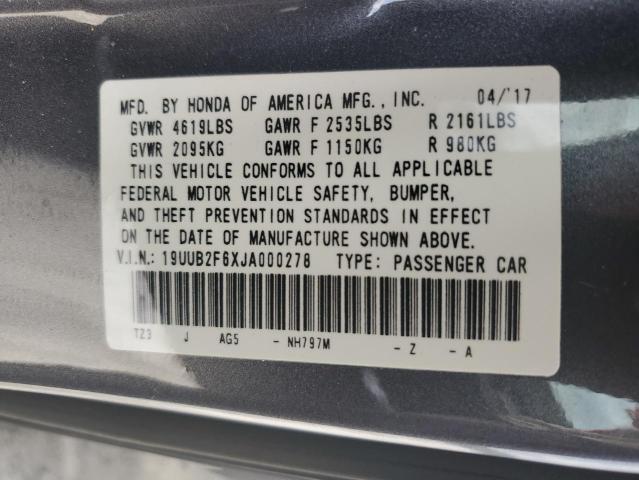 MFD. BY HONDA OF AMERICA MFG., INC. 04/'17
GVWR 4619LBS GAWR F 2535LBS R 2161LBS
GVWR 2095KG GAWR F 1150KG R 980KG
THIS VEHICLE CONFORMS TO ALL APPLICABLE
FEDERAL MOTOR VEHICLE SAFETY, BUMPER,
AND THEFT PREVENTION STANDARDS IN EFFECT
ON THE DATE OF MANUFACTURE SHOWN ABOVE.
V.I.N.: 19UUB2F6XJA000278 TYPE: PASSENGER CAR
TZ3 J AG5 - NH797M - Z - A